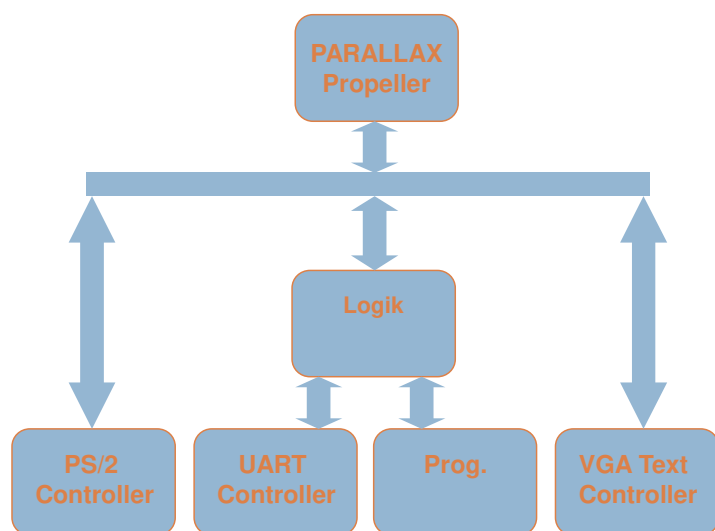 PARALLAX
Propeller
Logik
PS/2
Controller
UART
Controller
Prog.
VGA Text
Controller